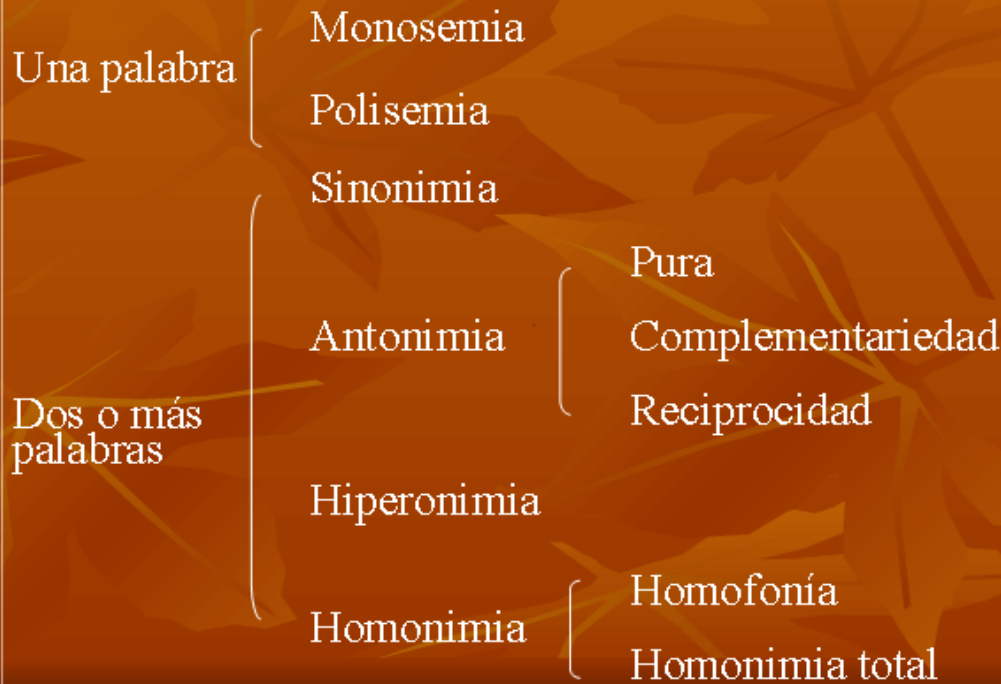 Una palabra
Monosemia
Polisemia
Dos o más
palabras
Sinonimia
Antonimia
Pura
Complementariedad
Reciprocidad
Hiperonimia
Homonimia
Homofonía
Homonimia total